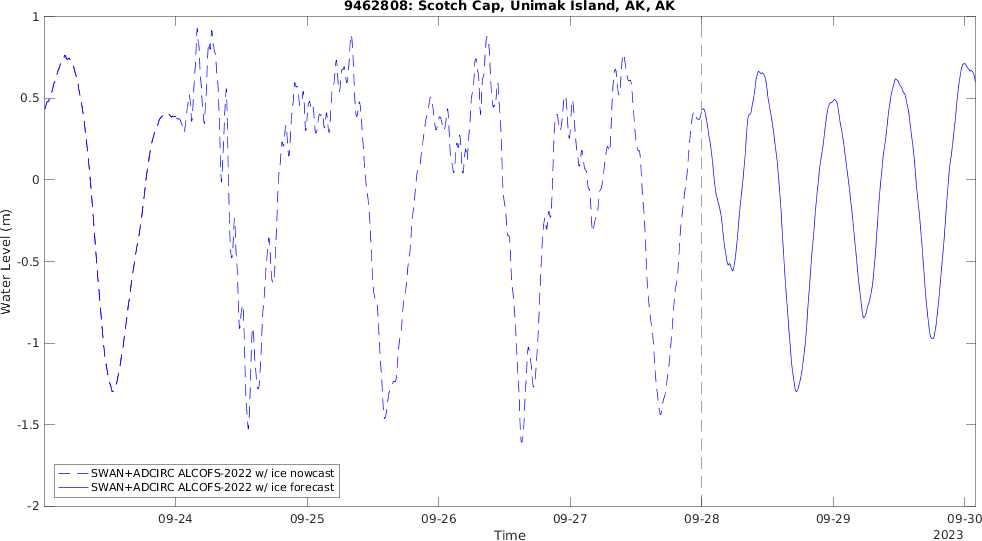 9462808: Scotch Cap, Unimak Island, AK, AK
1
0.5
0
-0.5
-1
-1.5
-2
Water Level (m)
SWAN+ADCIRC ALCOFS-2022 w/ ice nowcast
SWAN+ADCIRC ALCOFS-2022 w/ ice forecast
09-24 09-25 09-26 09-27 09-28 09-29 09-30
Time
2023